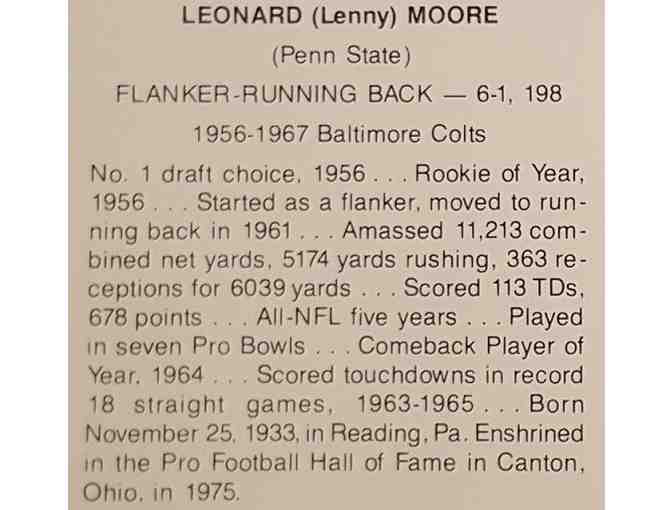 LEONARD (Lenny) MOORE
(Penn State)
FLANKER-RUNNING BACK — 6-1, 198
1956-1967 Baltimore Colts
No. 1 draft choice, 1956 . . . Rookie of Year,
1956 . . . Started as a flanker, moved to run-
ning back in 1961 . . . Amassed 11,213 com-
bined net yards, 5174 yards rushing, 363 re-
ceptions for 6039 yards . . . Scored 113 TDs,
678 points . . . All-NFL five years . . . Played
in seven Pro Bowls . . . Comeback Player of
Year, 1964 . . . Scored touchdowns in record
18 straight games, 1963-1965 . . . Born
November 25, 1933, in Reading, Pa. Enshrined
in the Pro Football Hall of Fame in Canton,
Ohio, in 1975.